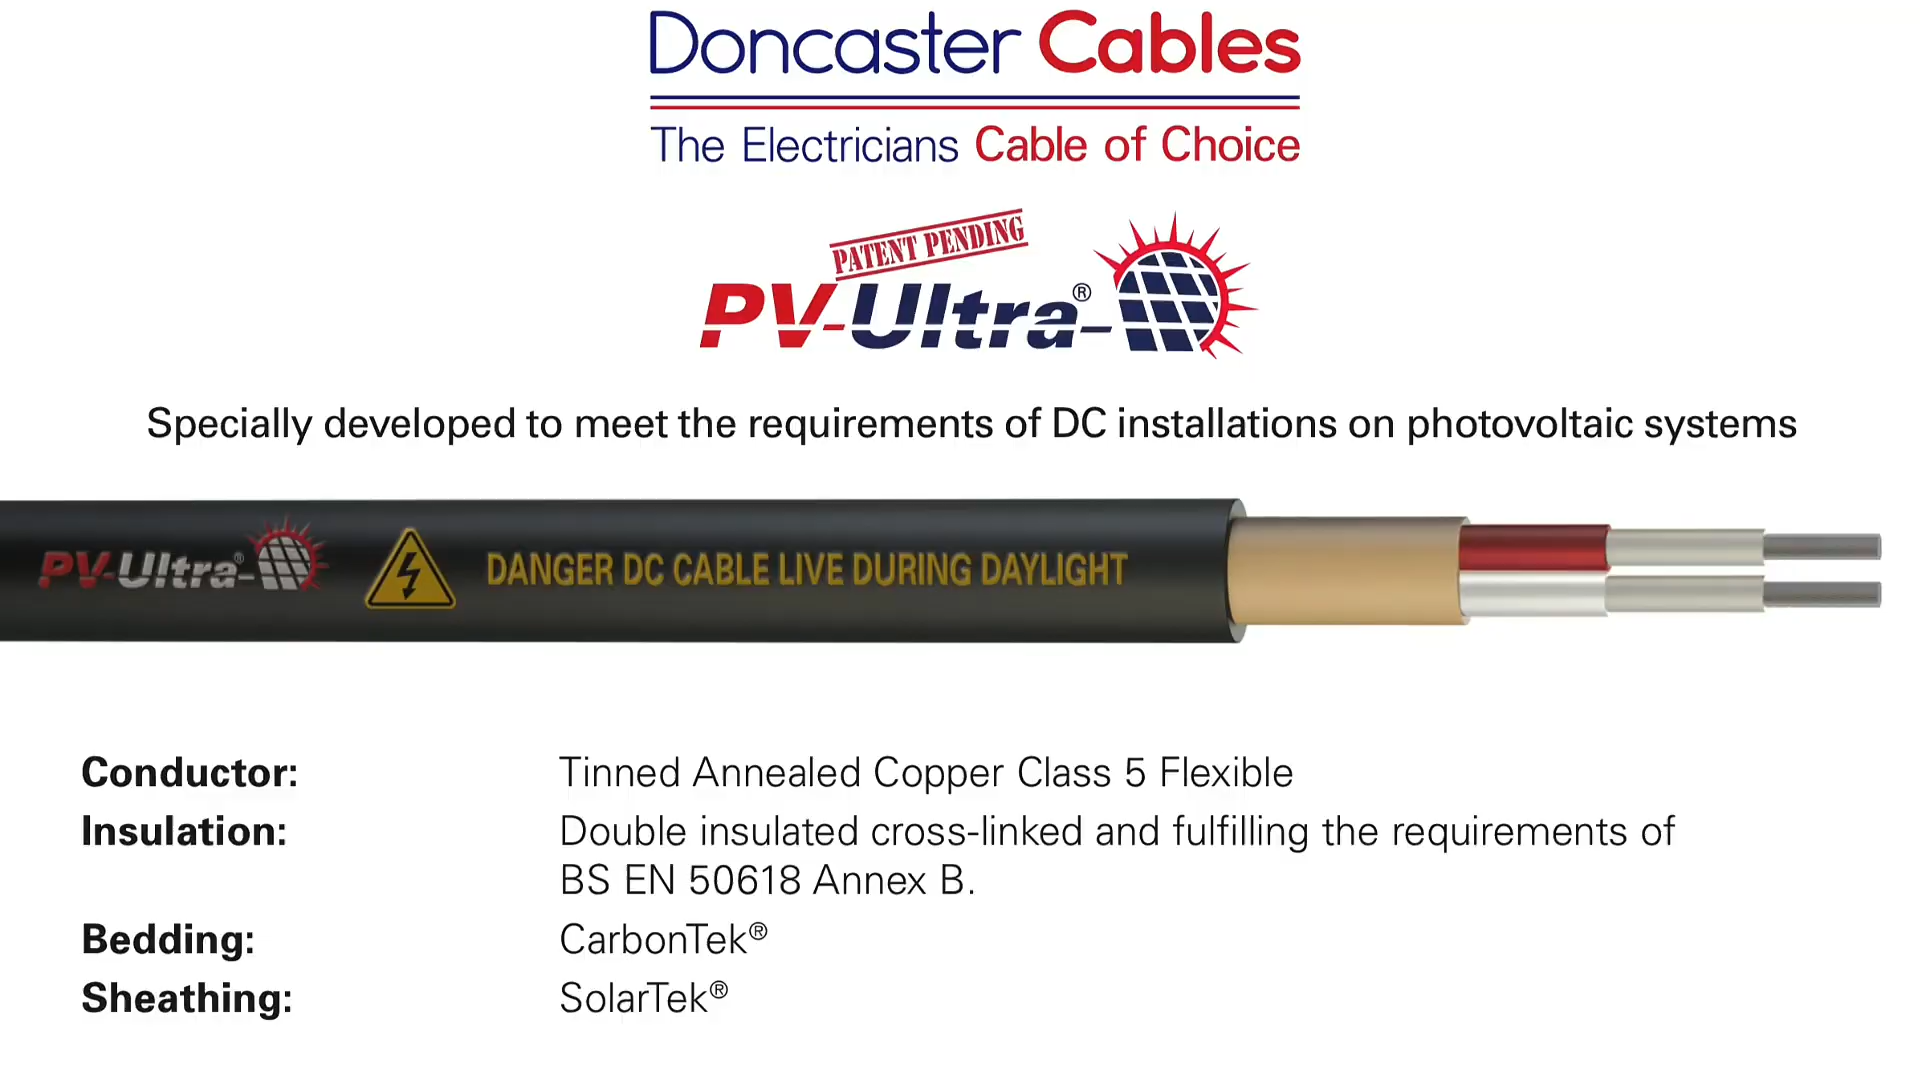 Doncaster Cables
The Electricians Cable of Choice
PATENT PENDING
PV-Ultra®
Specially developed to meet the requirements of DC installations on photovoltaic systems
PV-Ultra® DANGER DC CABLE LIVE DURING DAYLIGHT
Conductor: Tinned Annealed Copper Class 5 Flexible
Insulation: Double insulated cross-linked and fulfilling the requirements of
BS EN 50618 Annex B.
Bedding: CarbonTek®
Sheathing: SolarTek®